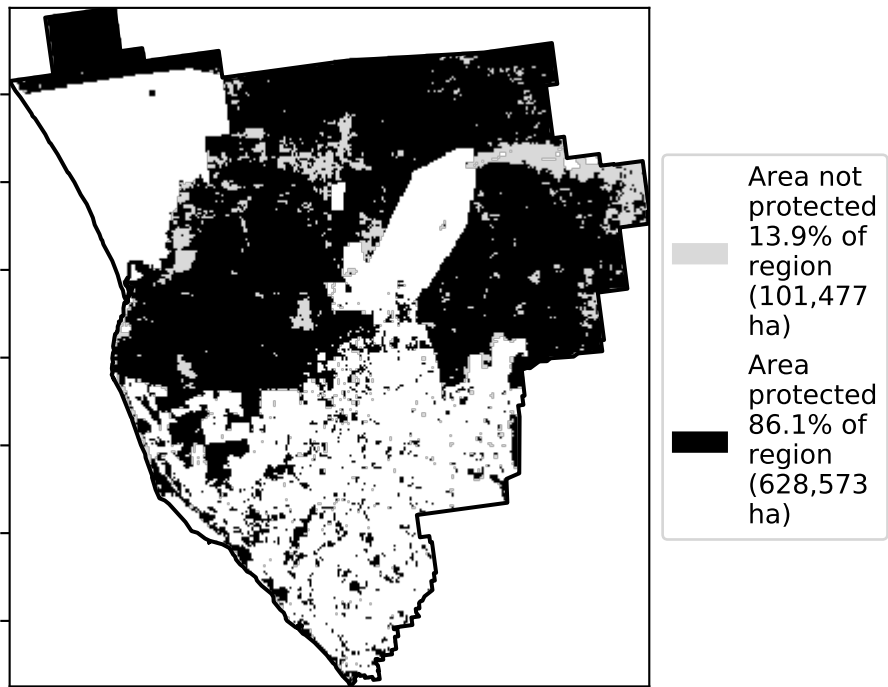 Area not
protected
13.9% of
region
(101,477
ha)
Area
protected
86.1% of
region
(628,573
ha)